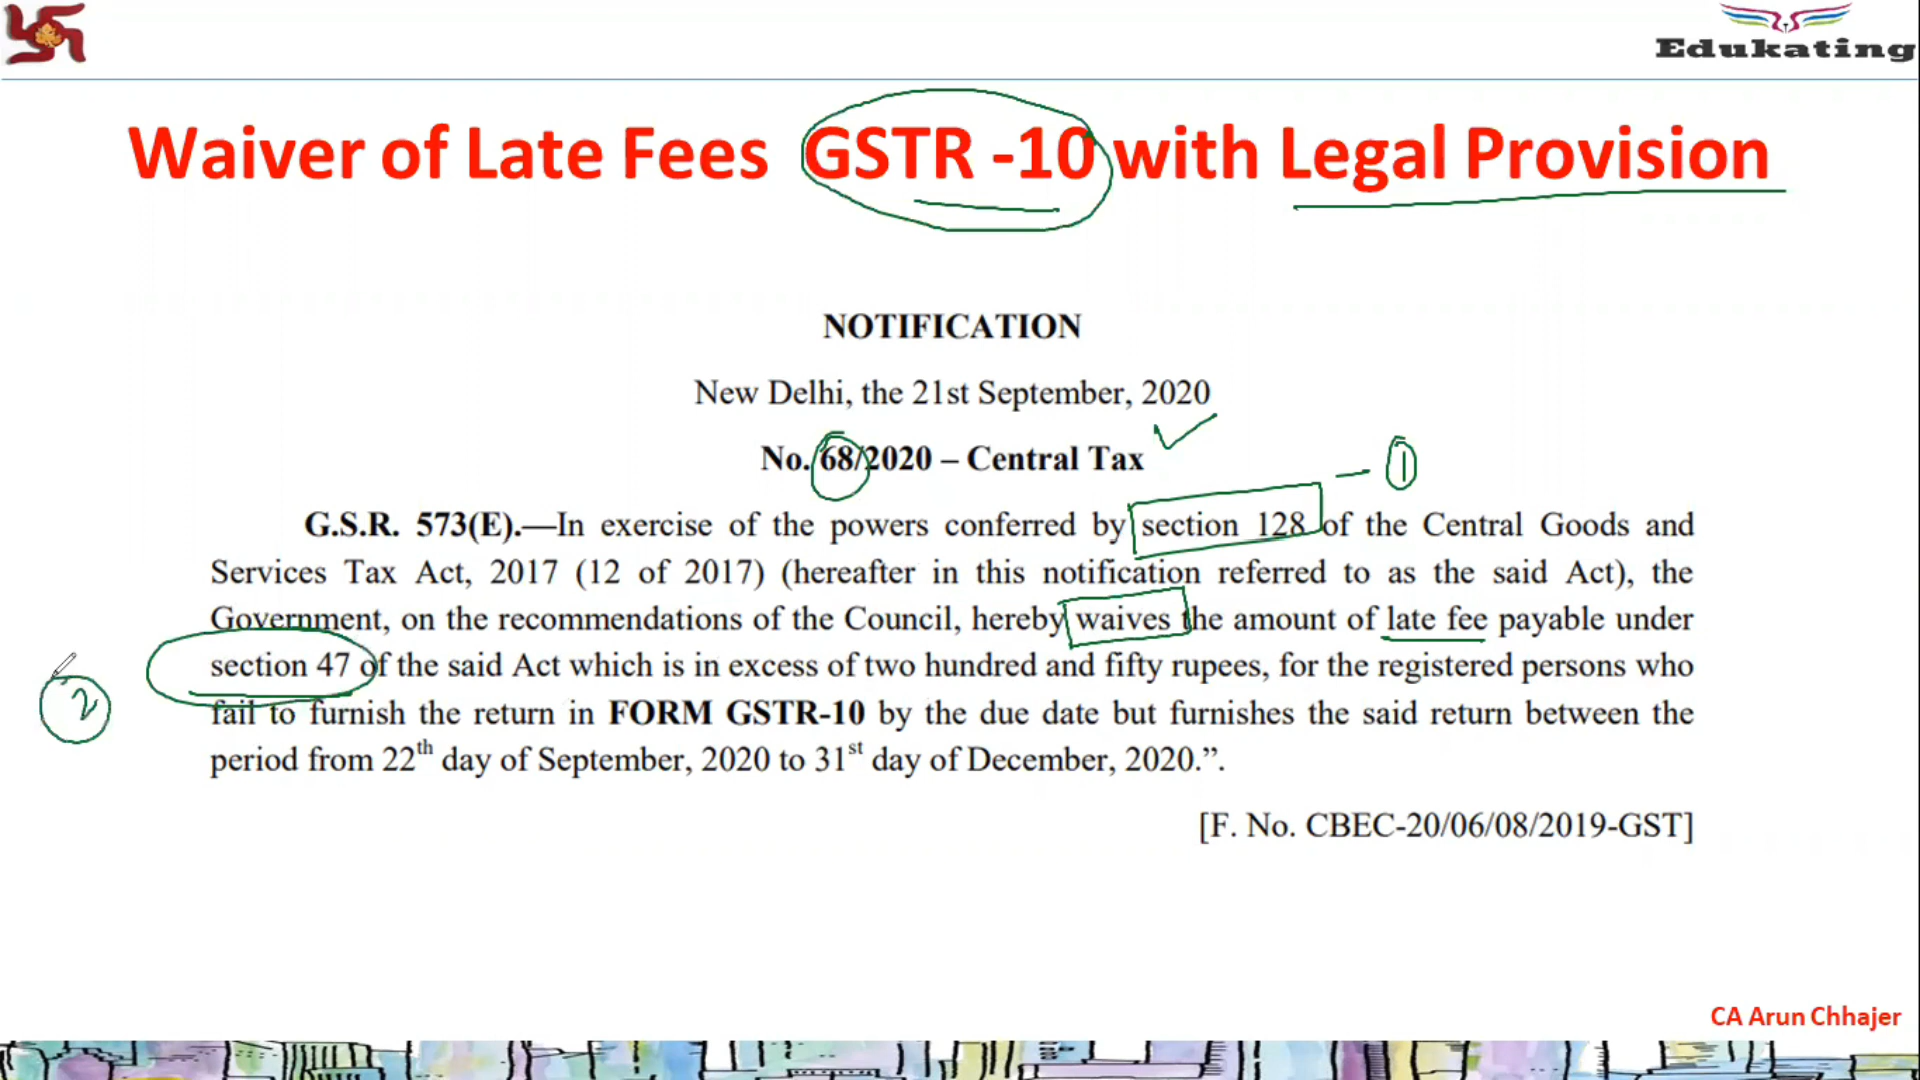 Edukating
Waiver of Late Fees GSTR -10 with Legal Provision
NOTIFICATION
New Delhi, the 21st September, 2020
No. 68/2020 – Central Tax
1
G.S.R. 573(E).—In exercise of the powers conferred by section 128 of the Central Goods and
Services Tax Act, 2017 (12 of 2017) (hereafter in this notification referred to as the said Act), the
Government, on the recommendations of the Council, hereby waives the amount of late fee payable under
section 47 of the said Act which is in excess of two hundred and fifty rupees, for the registered persons who
2
fail to furnish the return in FORM GSTR-10 by the due date but furnishes the said return between the
period from 22th day of September, 2020 to 31st day of December, 2020.”.
[F. No. CBEC-20/06/08/2019-GST]
CA Arun Chhajer